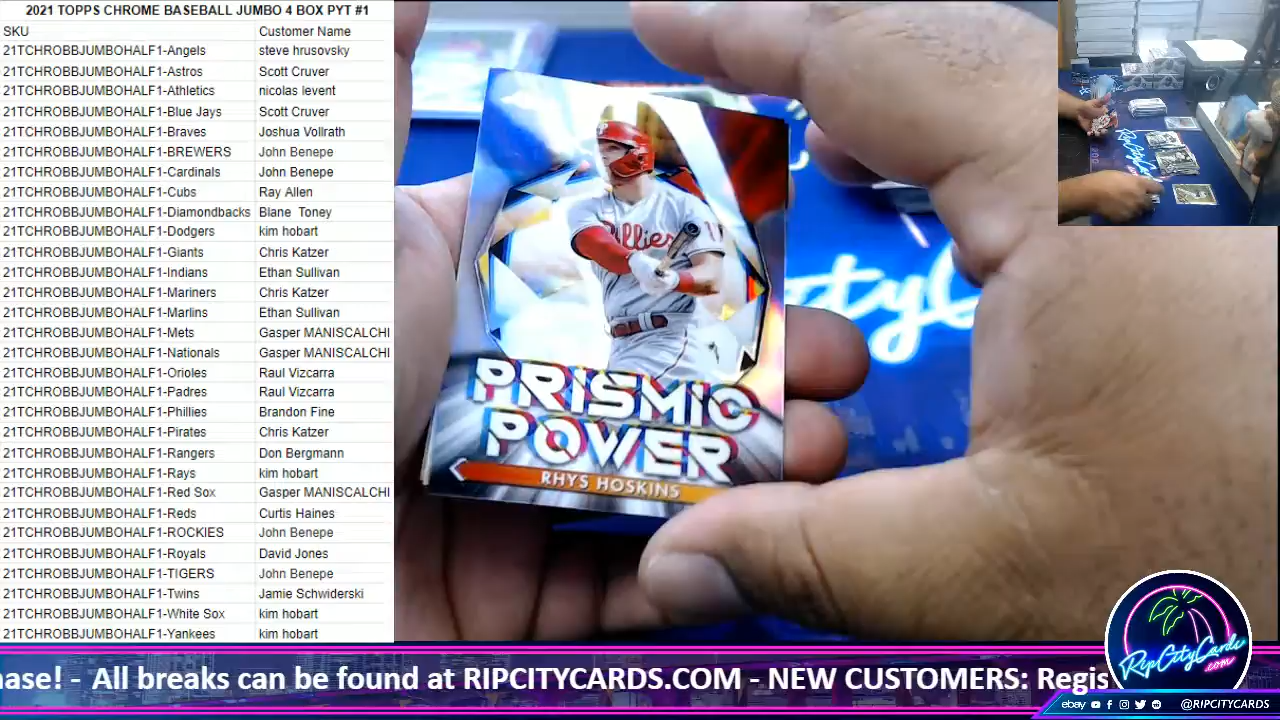 2021 TOPPS CHROME BASEBALL JUMBO 4 BOX PYT #1
SKU Customer Name
21TCHROBBJUMBOHALF1-Angels steve hrusovsky
21TCHROBBJUMBOHALF1-Astros Scott Cruver
21TCHROBBJUMBOHALF1-Athletics nicolas levent
21TCHROBBJUMBOHALF1-Blue Jays Scott Cruver
21TCHROBBJUMBOHALF1-Braves Joshua Vollrath
21TCHROBBJUMBOHALF1-BREWERS John Benepe
21TCHROBBJUMBOHALF1-Cardinals John Benepe
21TCHROBBJUMBOHALF1-Cubs Ray Allen
21TCHROBBJUMBOHALF1-Diamondbacks Blane Toney
21TCHROBBJUMBOHALF1-Dodgers kim hobart
21TCHROBBJUMBOHALF1-Giants Chris Katzer
21TCHROBBJUMBOHALF1-Indians Ethan Sullivan
21TCHROBBJUMBOHALF1-Mariners Chris Katzer
21TCHROBBJUMBOHALF1-Marlins Ethan Sullivan
21TCHROBBJUMBOHALF1-Mets Gasper MANISCALCHI
21TCHROBBJUMBOHALF1-Nationals Gasper MANISCALCHI
21TCHROBBJUMBOHALF1-Orioles Raul Vizcarra
21TCHROBBJUMBOHALF1-Padres Raul Vizcarra
21TCHROBBJUMBOHALF1-Phillies Brandon Fine
21TCHROBBJUMBOHALF1-Pirates Chris Katzer
21TCHROBBJUMBOHALF1-Rangers Don Bergmann
21TCHROBBJUMBOHALF1-Rays kim hobart
21TCHROBBJUMBOHALF1-Red Sox Gasper MANISCALCHI
21TCHROBBJUMBOHALF1-Reds Curtis Haines
21TCHROBBJUMBOHALF1-ROCKIES John Benepe
21TCHROBBJUMBOHALF1-Royals David Jones
21TCHROBBJUMBOHALF1-TIGERS John Benepe
21TCHROBBJUMBOHALF1-Twins Jamie Schwiderski
21TCHROBBJUMBOHALF1-White Sox kim hobart
21TCHROBBJUMBOHALF1-Yankees kim hobart
Phillies
PRISMIC
POWER
RHYS HOSKINS
ityCa
RipCityCards
.com
ase! - All breaks can be found at RIPCITYCARDS.COM - NEW CUSTOMERS: Regis
ebay @RIPCITYCARDS